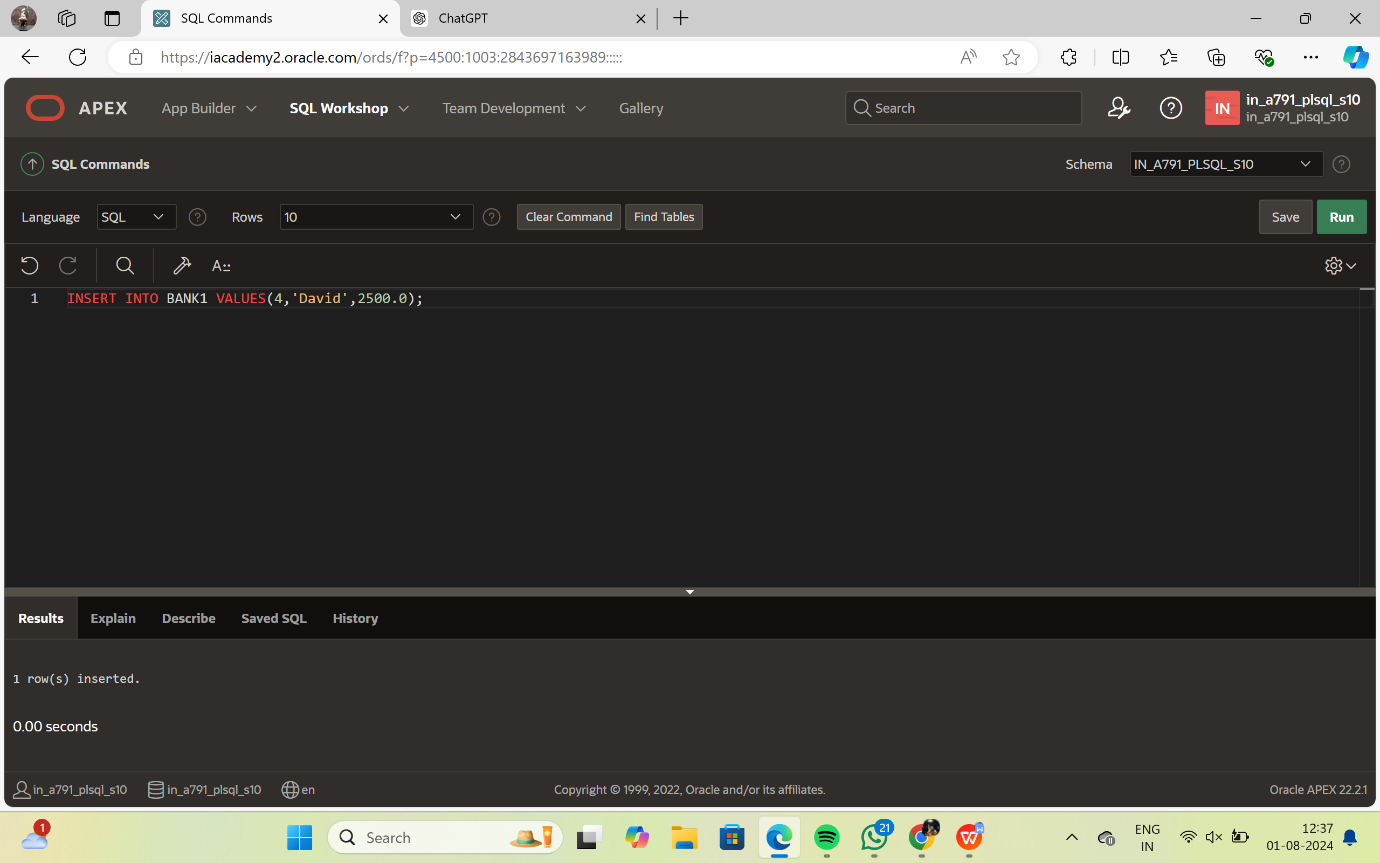 SQL Commands
ChatGPT
https://iacademy2.oracle.com/ords/f?p=4500:1003:2843697163989:::::
APEX App Builder SQL Workshop Team Development Gallery Search IN in_a791_plsql_s10
in_a791_plsql_s10
SQL Commands Schema IN_A791_PLSQL_S10
Language SQL Rows 10 Clear Command Find Tables Save Run
1 INSERT INTO BANK1 VALUES(4,'David',2500.0);
Results Explain Describe Saved SQL History
1 row(s) inserted.
0.00 seconds
in_a791_plsql_s10 in_a791_plsql_s10 en Copyright © 1999, 2022, Oracle and/or its affiliates. Oracle APEX 22.2.1
1 Search 21 ENG 12:37
IN 01-08-2024